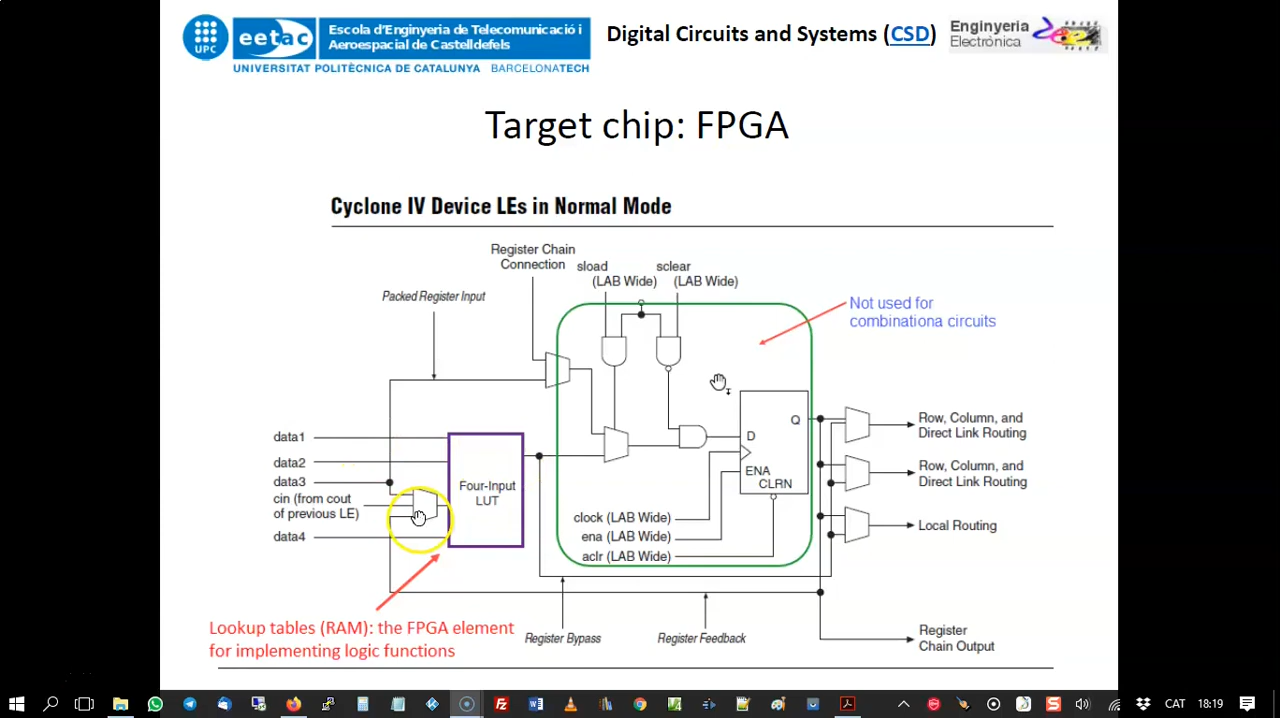 UPC
eetac
Escola d'Enginyeria de Telecomunicació i
Aeroespacial de Castelldefels
UNIVERSITAT POLITÈCNICA DE CATALUNYA BARCELONATECH
Digital Circuits and Systems (CSD)
Enginyeria
Electrònica
Target chip: FPGA
Cyclone IV Device LEs in Normal Mode
Register Chain
Connection
sload
(LAB Wide)
sclear
(LAB Wide)
Packed Register Input
Not used for
combinationa circuits
data1
data2
data3
cin (from cout
of previous LE)
data4
Four-Input
LUT
Q
D
ENA
CLRN
clock (LAB Wide)
ena (LAB Wide)
aclr (LAB Wide)
Row, Column, and
Direct Link Routing
Row, Column, and
Direct Link Routing
Local Routing
Lookup tables (RAM): the FPGA element
for implementing logic functions
Register Bypass
Register Feedback
Register
Chain Output
CAT
18:19